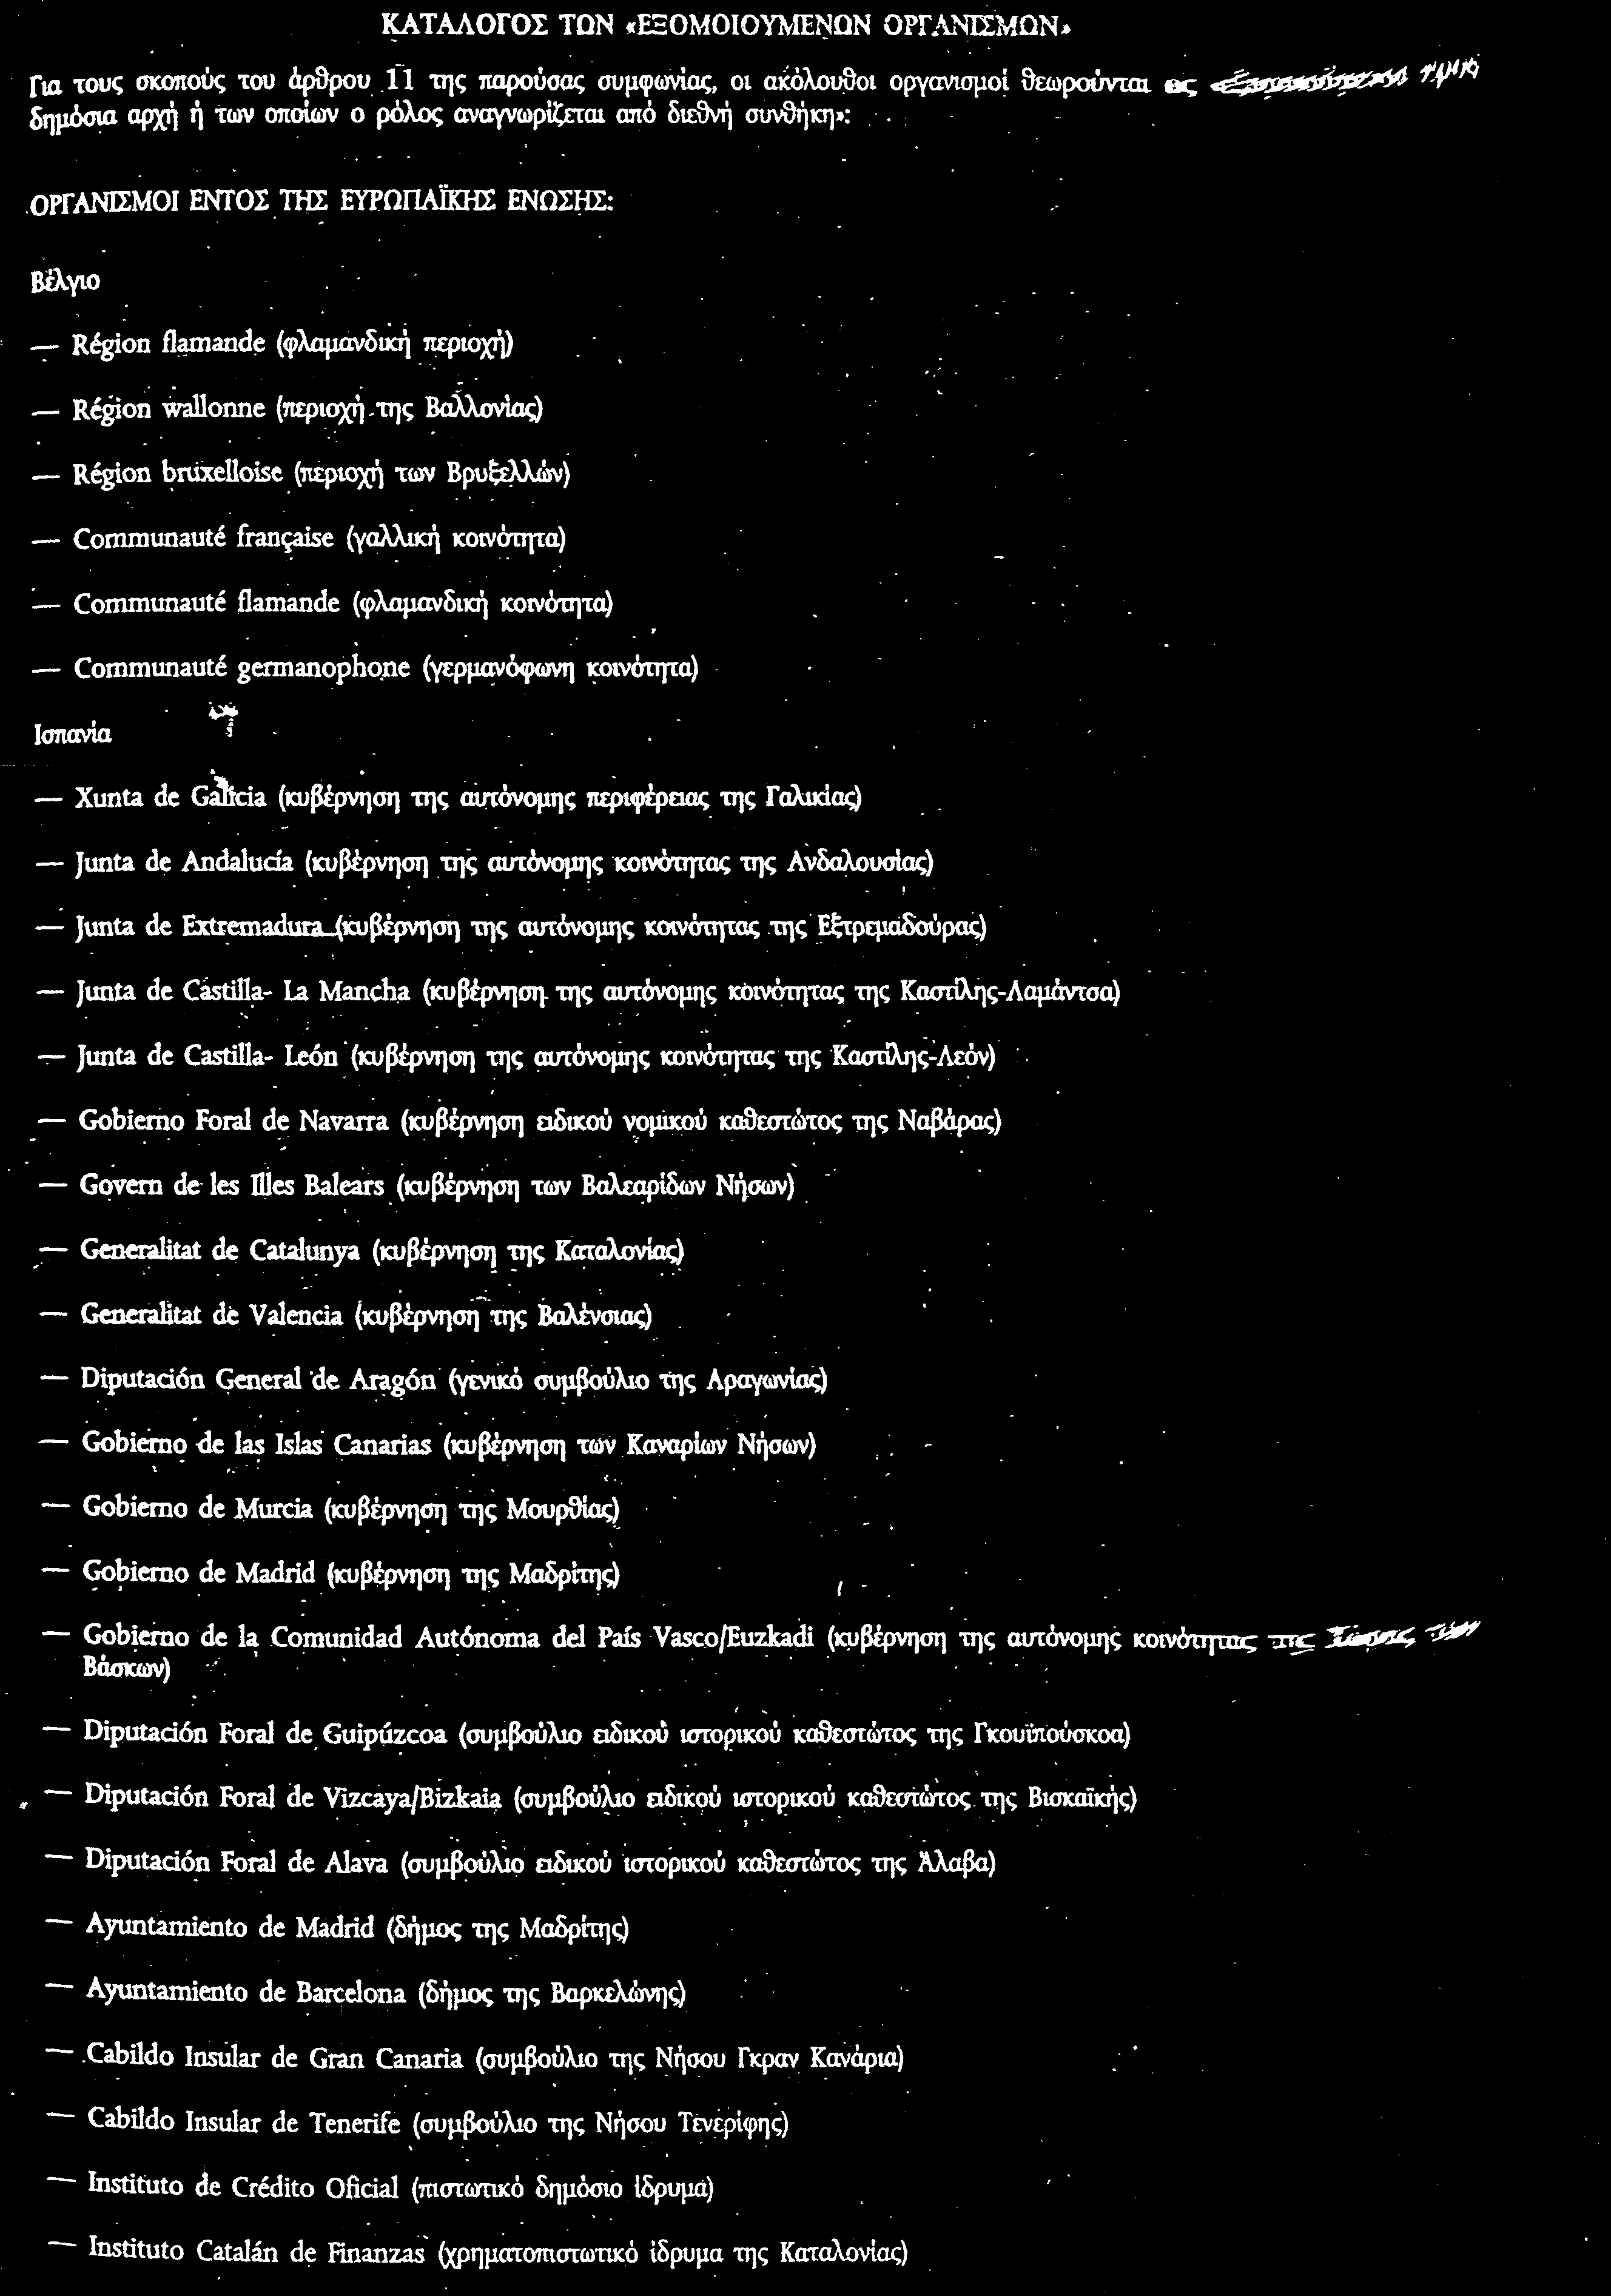 ΚΑΤΑΛΟΓΟΣ ΤΩΝ «ΕΞΟΜΟΙΟΥΜΕΝΩΝ ΟΡΓΑΝΙΣΜΩΝ»
Για τους σκοπούς του άρθρου 11 της παρούσας συμφωνίας, οι ακόλουθοι οργανισμοί θεωρούνται ως
δημόσια αρχή ή των οποίων ο ρόλος αναγνωρίζεται από διεθνή συνθήκη»:
ΟΡΓΑΝΙΣΜΟΙ ΕΝΤΟΣ ΤΗΣ ΕΥΡΩΠΑΪΚΗΣ ΕΝΩΣΗΣ:
Βέλγιο
— Région flamande (φλαμανδική περιοχή)
— Région wallonne (περιοχή της Βαλλονίας)
— Région bruxelloise (περιοχή των Βρυξελλών)
— Communauté française (γαλλική κοινότητα)
— Communauté flamande (φλαμανδική κοινότητα)
— Communauté germanophone (γερμανόφωνη κοινότητα)
Ισπανία
— Xunta de Galicia (κυβέρνηση της αυτόνομης περιφέρειας της Γαλικίας)
— Junta de Andalucía (κυβέρνηση της αυτόνομης κοινότητας της Ανδαλουσίας)
— Junta de Extremadura (κυβέρνηση της αυτόνομης κοινότητας της Εξτρεμαδούρας)
— Junta de Castilla- La Mancha (κυβέρνηση της αυτόνομης κοινότητας της Καστίλης-Λαμάντσα)
— Junta de Castilla- León (κυβέρνηση της αυτόνομης κοινότητας της Καστίλης-Λεόν)
— Gobierno Foral de Navarra (κυβέρνηση ειδικού νομικού καθεστώτος της Ναβάρας)
— Govern de les Illes Balears (κυβέρνηση των Βαλεαρίδων Νήσων)
— Generalitat de Catalunya (κυβέρνηση της Καταλονίας)
— Generalitat de Valencia (κυβέρνηση της Βαλένσιας)
— Diputación General de Aragón (γενικό συμβούλιο της Αραγωνίας)
— Gobierno de las Islas Canarias (κυβέρνηση των Καναρίων Νήσων)
— Gobierno de Murcia (κυβέρνηση της Μουρθίας)
— Gobierno de Madrid (κυβέρνηση της Μαδρίτης)
— Gobierno de la Comunidad Autónoma del País Vasco/Euzkadi (κυβέρνηση της αυτόνομης κοινότητας της Χώρας των
Βάσκων)
— Diputación Foral de Guipúzcoa (συμβούλιο ειδικού ιστορικού καθεστώτος της Γκουϊπούσκοα)
— Diputación Foral de Vizcaya/Bizkaia (συμβούλιο ειδικού ιστορικού καθεστώτος της Βισκαϊκής)
— Diputación Foral de Alava (συμβούλιο ειδικού ιστορικού καθεστώτος της Άλαβα)
— Ayuntamiento de Madrid (δήμος της Μαδρίτης)
— Ayuntamiento de Barcelona (δήμος της Βαρκελώνης)
— Cabildo Insular de Gran Canaria (συμβούλιο της Νήσου Γκραν Κανάρια)
— Cabildo Insular de Tenerife (συμβούλιο της Νήσου Τενερίφης)
— Instituto de Crédito Oficial (πιστωτικό δημόσιο ίδρυμα)
— Instituto Catalán de Finanzas (χρηματοπιστωτικό ίδρυμα της Καταλονίας)